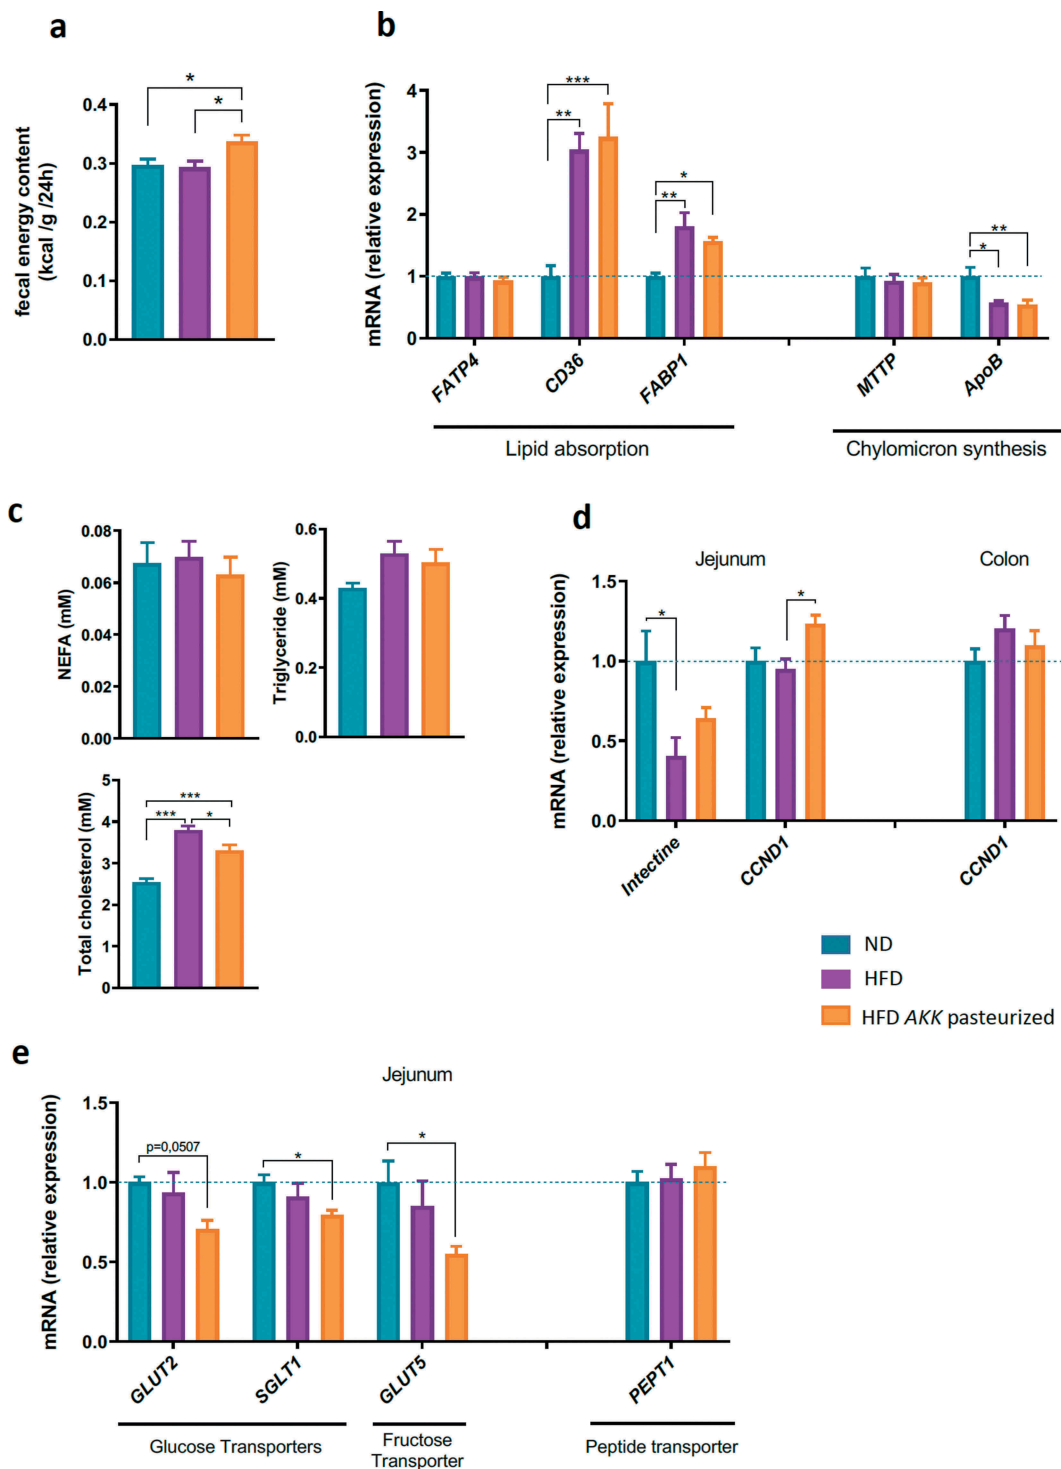 a
*
*
0.4
0.3
0.2
0.1
0.0
fecal energy content
(kcal /g /24h)
b
mRNA (relative expression)
4
3
2
1
0
***
**
*
**
**
*
FATP4
CD36
FABP1
MTTP
ApoB
Lipid absorption
Chylomicron synthesis
c
NEFA (mM)
0.08
0.06
0.04
0.02
0.00
Triglyceride (mM)
0.6
0.4
0.2
0.0
Total cholesterol (mM)
5
4
3
2
1
0
***
***
*
d
Jejunum
Colon
mRNA (relative expression)
1.5
1.0
0.5
0.0
*
*
Intectine
CCND1
CCND1
ND
HFD
HFD AKK pasteurized
e
Jejunum
mRNA (relative expression)
1.5
1.0
0.5
0.0
p=0,0507
*
*
GLUT2
SGLT1
GLUT5
PEPT1
Glucose Transporters
Fructose
Transporter
Peptide transporter